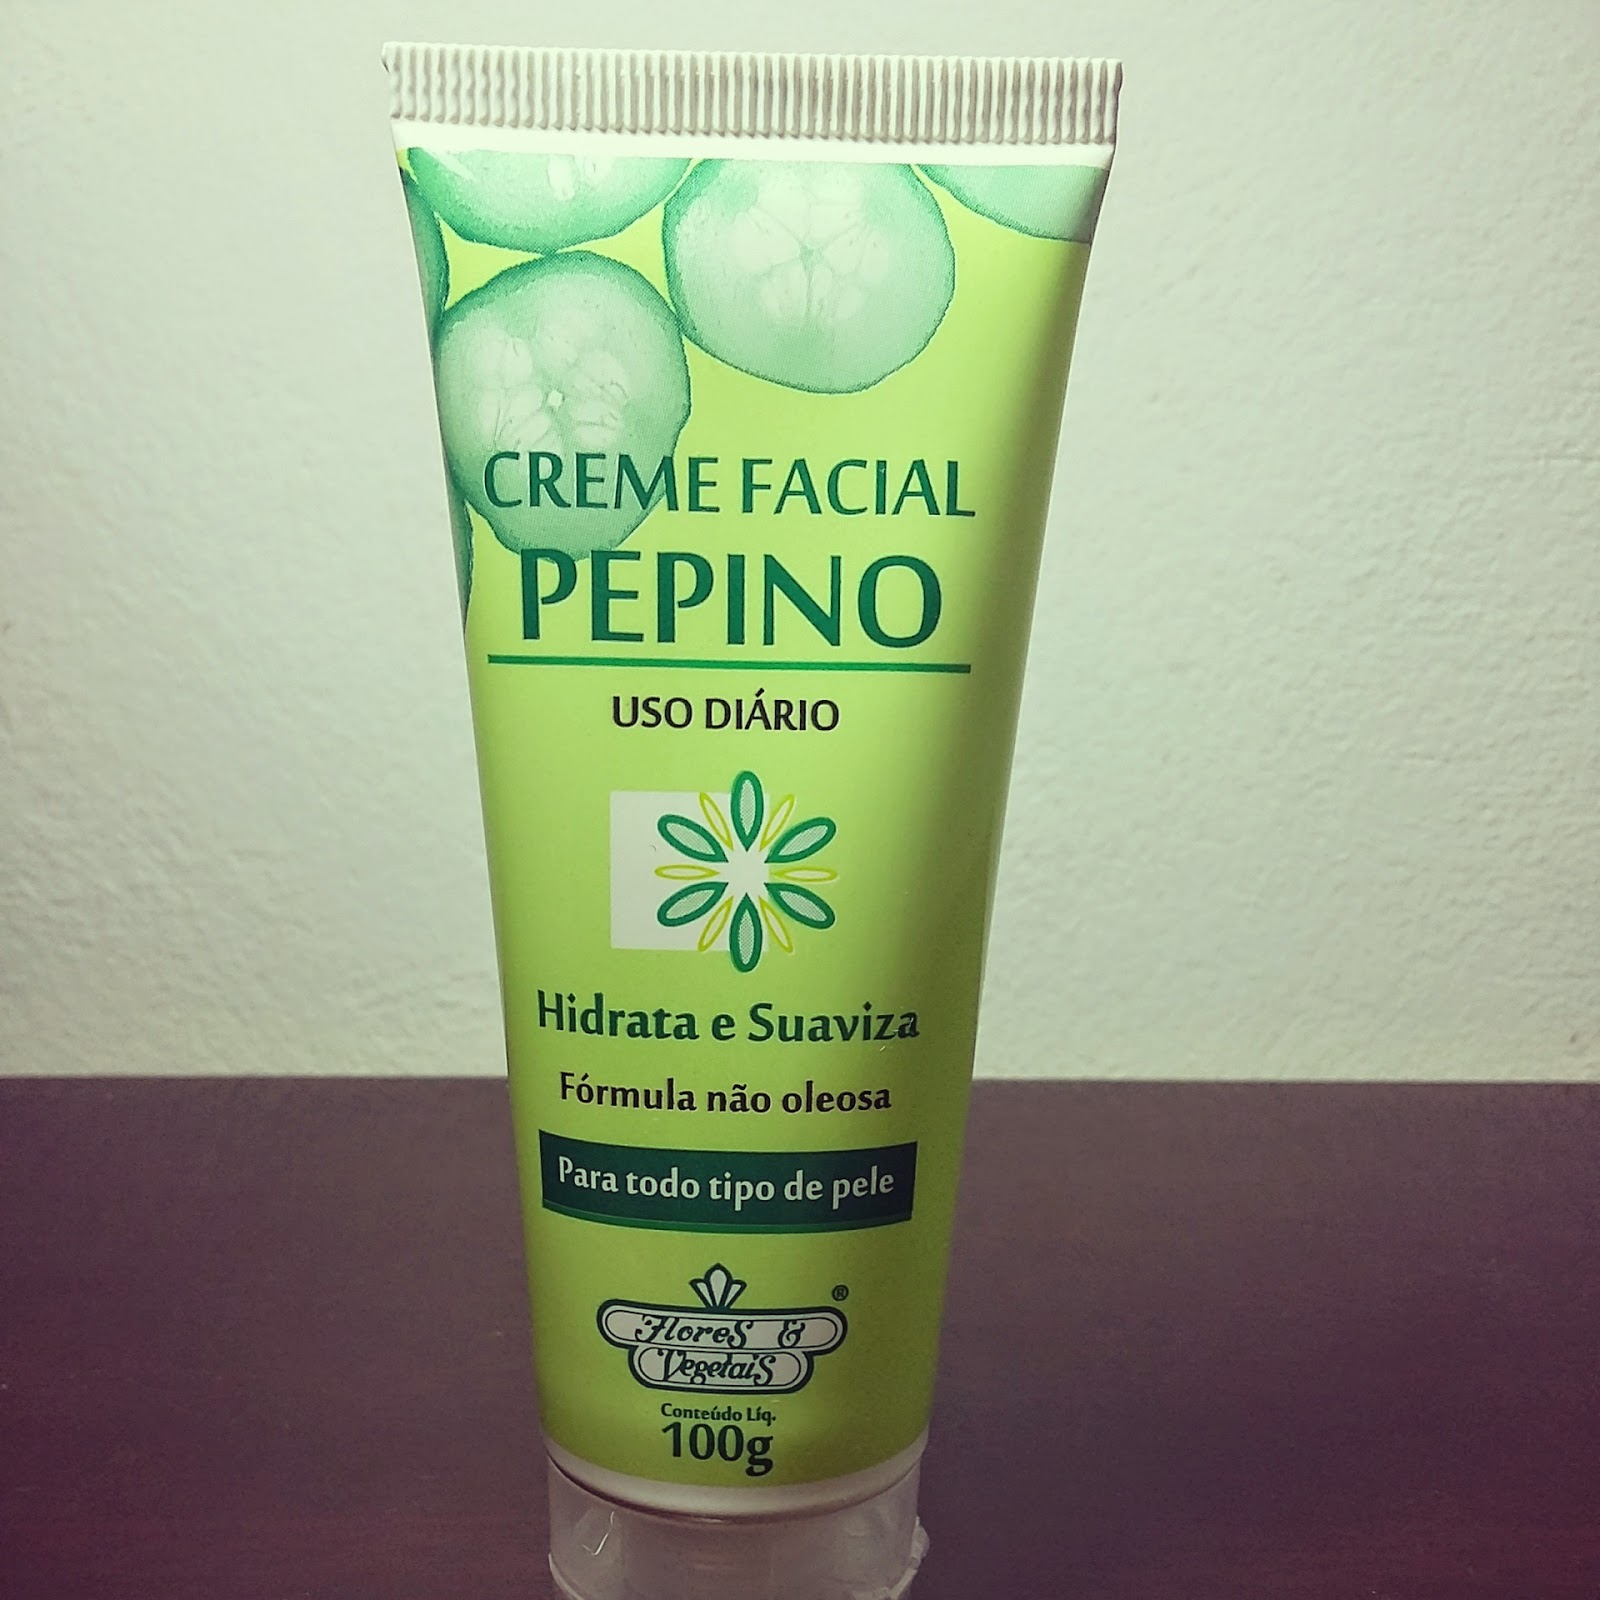 CREME FACIAL
PEPINO
USO DIÁRIO
Hidrata e Suaviza
Fórmula não oleosa
Para todo tipo de pele
®
Flores &
Vegetais
Conteúdo Líq.
100g